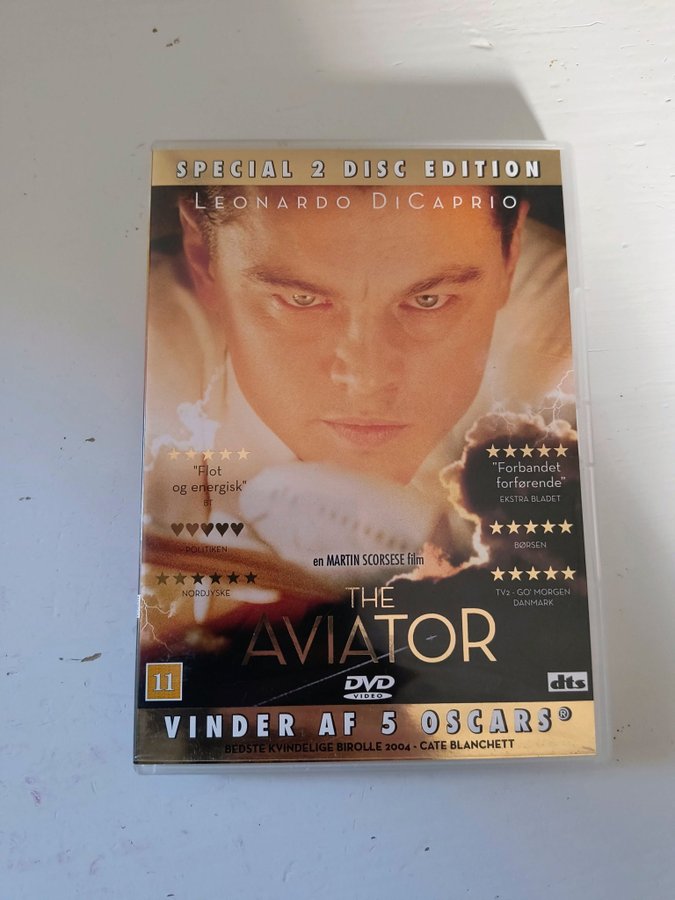 SPECIAL 2 DISC EDITION
LEONARDO DICAPRIO
"Flot
og energisk"
BT
POLITIKEN
NORDJYSKE
"Forbandet
forførende"
EKSTRA BLADET
BØRSEN
TV2 - GO' MORGEN
DANMARK
en MARTIN SCORSESE film
THE
AVIATOR
11
DVD
VIDEO
dts
VINDER AF 5 OSCARS®
BEDSTE KVINDELIGE BIROLLE 2004 - CATE BLANCHETT